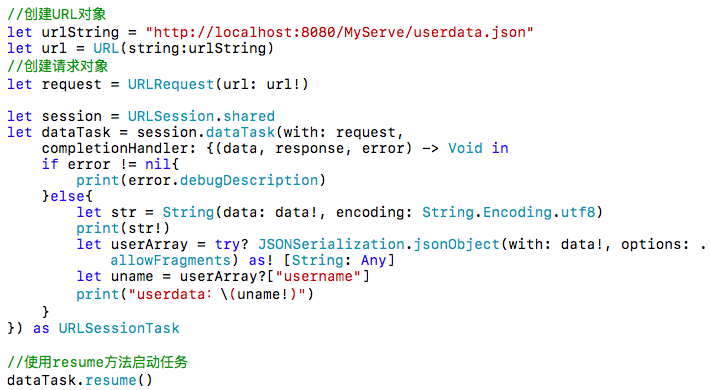 //创建URL对象
let urlString = "http://localhost:8080/MyServe/userdata.json"
let url = URL(string:urlString)
//创建请求对象
let request = URLRequest(url: url!)

let session = URLSession.shared
let dataTask = session.dataTask(with: request,
    completionHandler: {(data, response, error) -> Void in
    if error != nil{
        print(error.debugDescription)
    }else{
        let str = String(data: data!, encoding: String.Encoding.utf8)
        print(str!)
        let userArray = try? JSONSerialization.jsonObject(with: data!, options: .
            allowFragments) as! [String: Any]
        let uname = userArray?["username"]
        print("userdata：\(uname!)")
    }
}) as URLSessionTask

//使用resume方法启动任务
dataTask.resume()